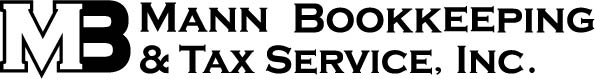 MB MANN BOOKKEEPING
& TAX SERVICE, INC.